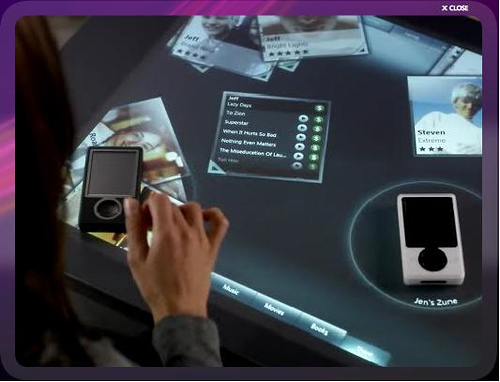 X CLOSE
Jeff
Bright Lights
Jeff
Lazy Days
To Zion
Superstar
When It Hurts So Bad
Nothing Even Matters
The Miseducation Of Lau...
Steven
Extreme
Jen's Zune
Music
Movies
Books